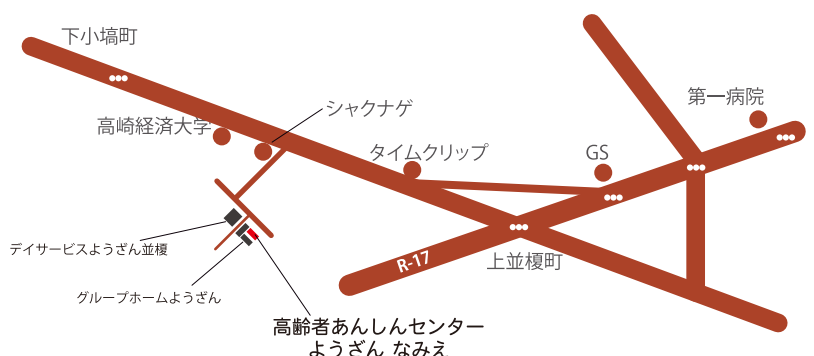 下小塙町
高崎経済大学
シャクナゲ
タイムクリップ
GS
第一病院
R-17
上並榎町
デイサービスようざん並榎
グループホームようざん
高齢者あんしんセンター
ようざん なみえ